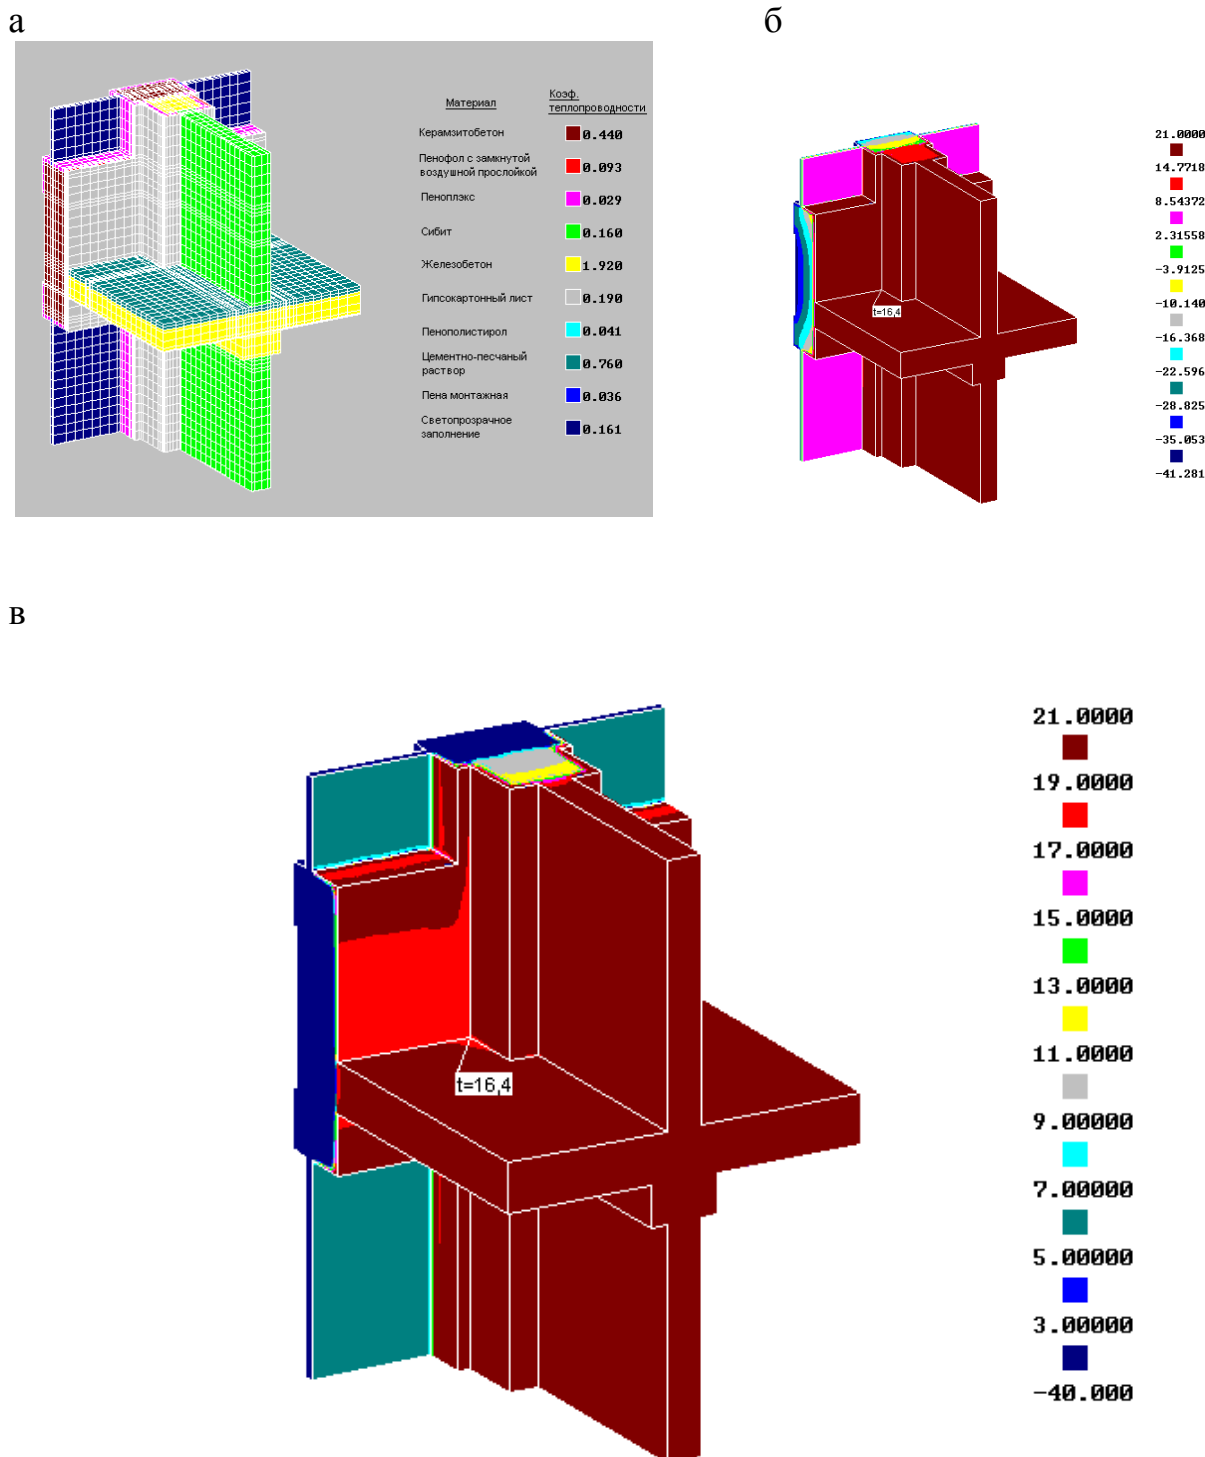 а
б
Материал
Коэф.
теплопроводности
Керамзитобетон
0.440
Пенофол с замкнутой
воздушной прослойкой
0.093
Пеноплэкс
0.029
Сибит
0.160
Железобетон
1.920
Гипсокартонный лист
0.190
Пенополистирол
0.041
Цементно-песчаный
раствор
0.760
Пена монтажная
0.036
Светопрозрачное
заполнение
0.161
t=16,4
21.0000
14.7718
8.54372
2.31558
-3.9125
-10.140
-16.368
-22.596
-28.825
-35.053
-41.281
в
t=16,4
21.0000
19.0000
17.0000
15.0000
13.0000
11.0000
9.00000
7.00000
5.00000
3.00000
-40.000